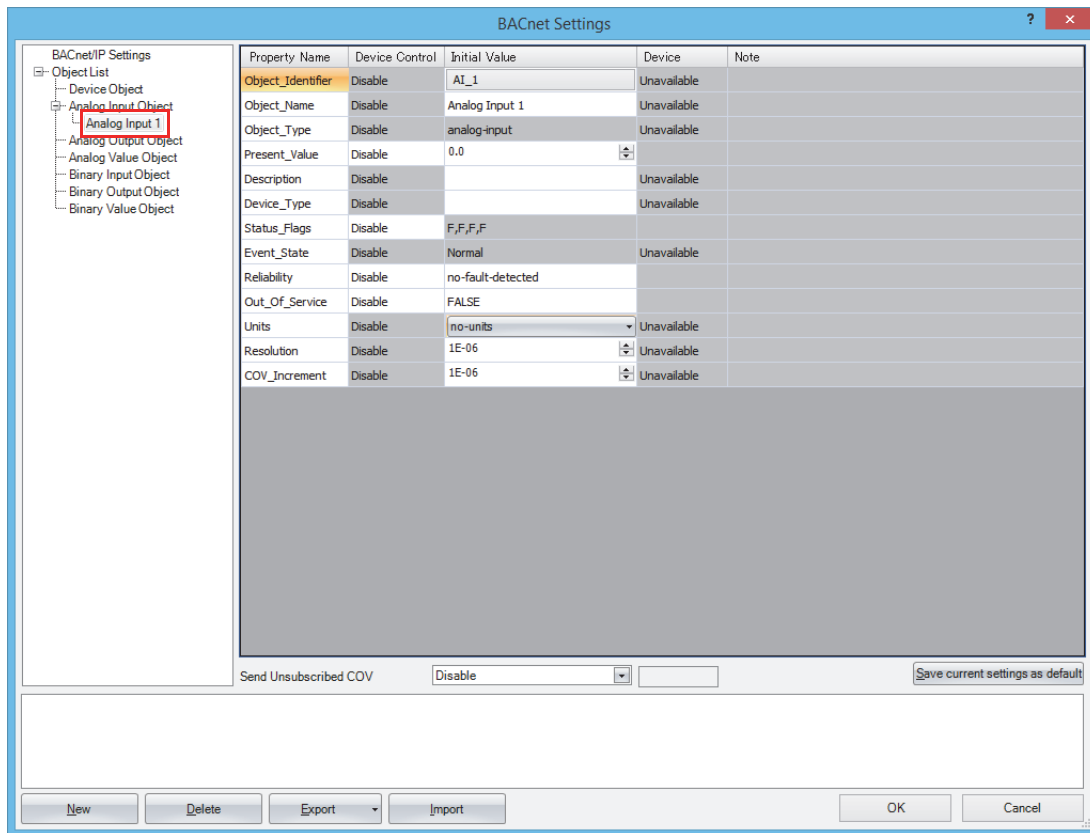 BACnet Settings
? ×
BACnet/IP Settings
Object List
Device Object
Analog Input Object
Analog Input 1
Analog Output Object
Analog Value Object
Binary Input Object
Binary Output Object
Binary Value Object
Property Name Device Control Initial Value Device Note
Object_Identifier Disable AI_1 Unavailable
Object_Name Disable Analog Input 1 Unavailable
Object_Type Disable analog-input Unavailable
Present_Value Disable 0.0
Description Disable Unavailable
Device_Type Disable Unavailable
Status_Flags Disable F,F,F,F
Event_State Disable Normal Unavailable
Reliability Disable no-fault-detected
Out_Of_Service Disable FALSE
Units Disable no-units Unavailable
Resolution Disable 1E-06 Unavailable
COV_Increment Disable 1E-06 Unavailable
Send Unsubscribed COV Disable Save current settings as default
New Delete Export Import OK Cancel